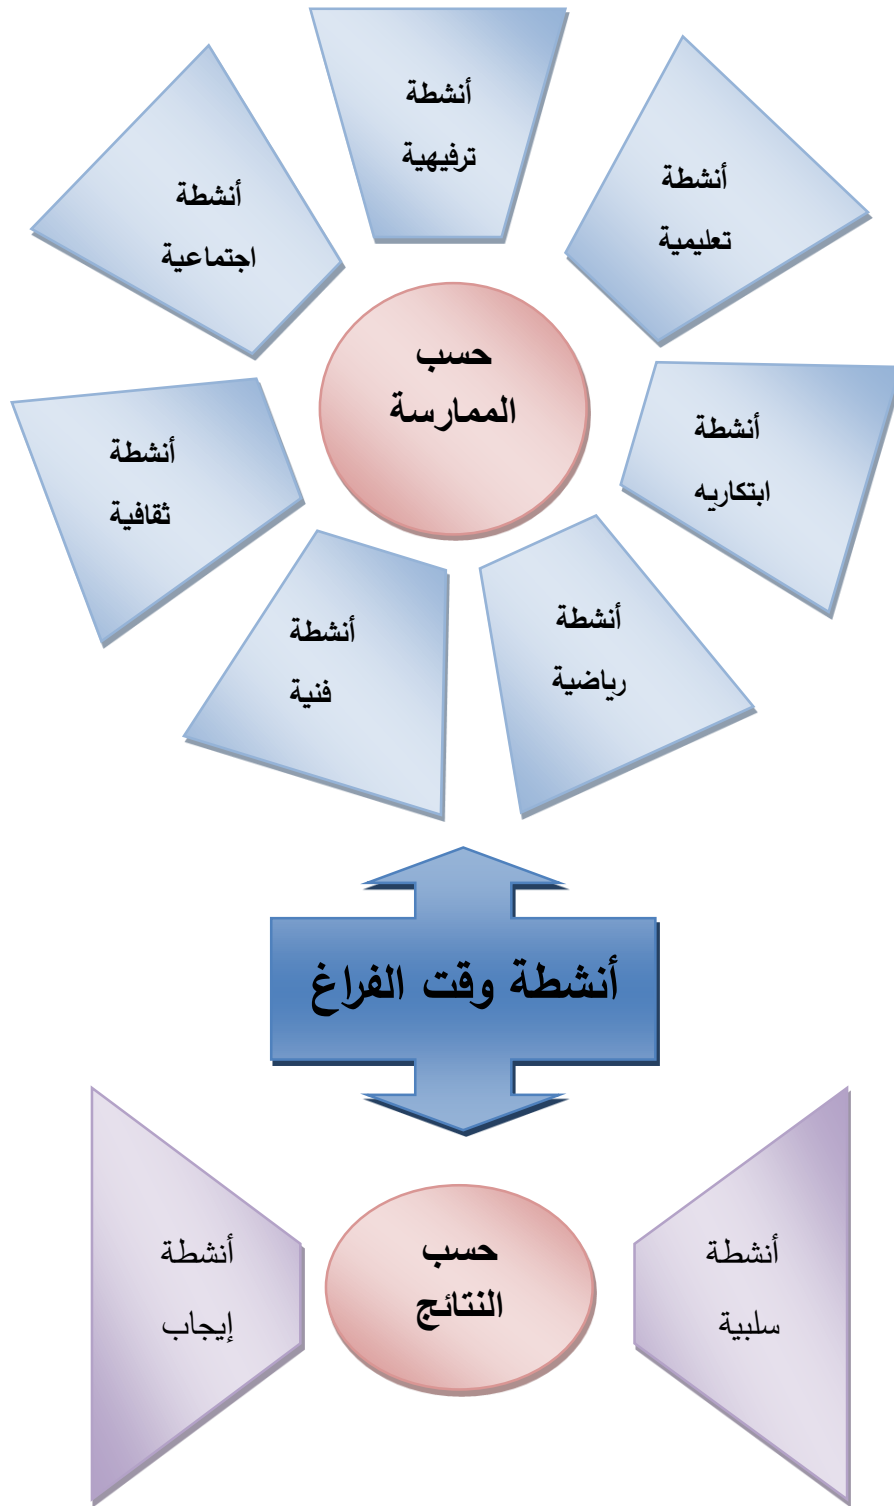 أنشطة
ترفيهية
أنشطة
تعليمية
أنشطة
اجتماعية
حسب
الممارسة
أنشطة
ابتكاريه
أنشطة
ثقافية
أنشطة
رياضية
أنشطة
فنية
أنشطة وقت الفراغ
أنشطة
سلبية
حسب
النتائج
أنشطة
إيجاب